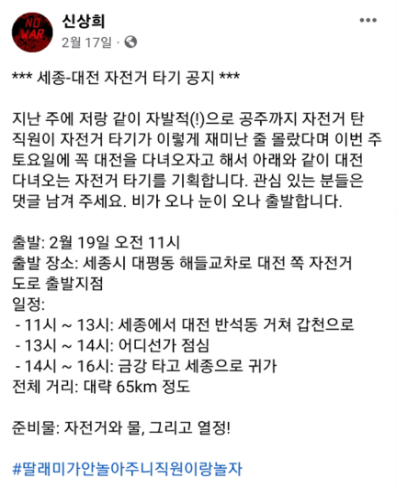 NO
WAR
신상희
2월 17일
*** 세종-대전 자전거 타기 공지 ***
지난 주에 저랑 같이 자발적(!)으로 공주까지 자전거 탄
직원이 자전거 타기가 이렇게 재미난 줄 몰랐다며 이번 주
토요일에 꼭 대전을 다녀오자고 해서 아래와 같이 대전
다녀오는 자전거 타기를 기획합니다. 관심 있는 분들은
댓글 남겨 주세요. 비가 오나 눈이 오나 출발합니다.
출발: 2월 19일 오전 11시
출발 장소: 세종시 대평동 해들교차로 대전 쪽 자전거
도로 출발지점
일정:
- 11시 ~ 13시: 세종에서 대전 반석동 거쳐 갑천으로
- 13시 ~ 14시: 어디선가 점심
- 14시 ~ 16시: 금강 타고 세종으로 귀가
전체 거리: 대략 65km 정도
준비물: 자전거와 물, 그리고 열정!
#딸래미가안놀아주니직원이랑놀자